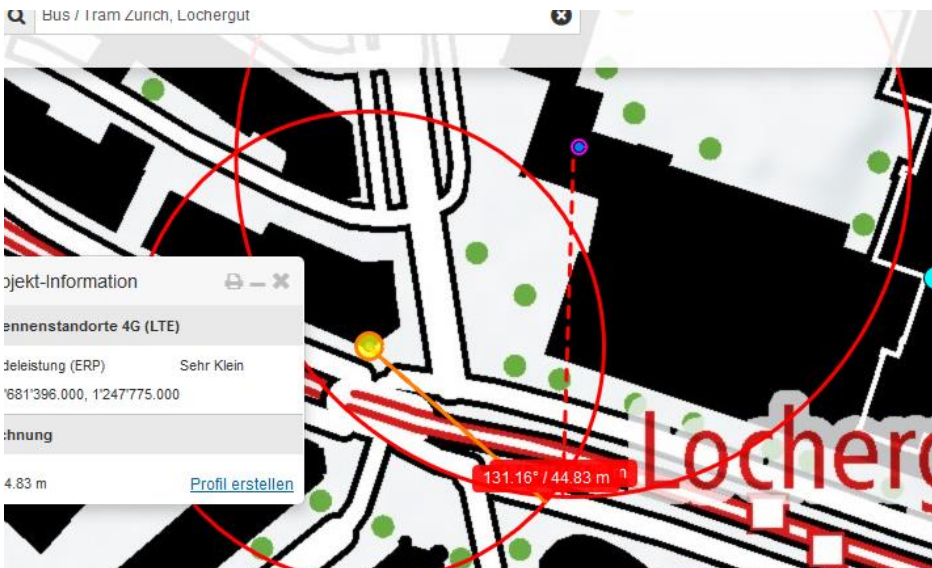 Bus / Tram Zürich, Lochergut
bjekt-Information
ennenstandorte 4G (LTE)
deleistung (ERP) Sehr Klein
'681'396.000, 1'247'775.000
chnung
4.83 m Profil erstellen
131.16° / 44.83 m
Locherg